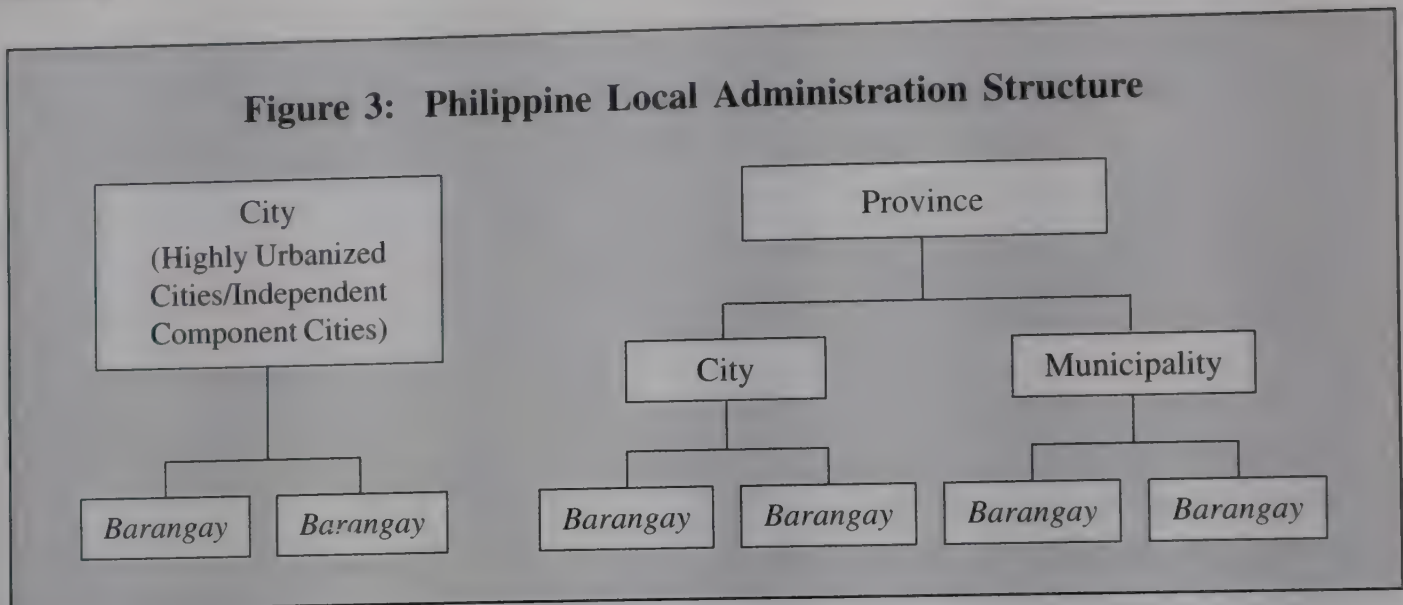 Figure 3: Philippine Local Administration Structure
City
(Highly Urbanized
Cities/Independent
Component Cities)
Barangay
Barangay
Province
City
Municipality
Barangay
Barangay
Barangay
Barangay